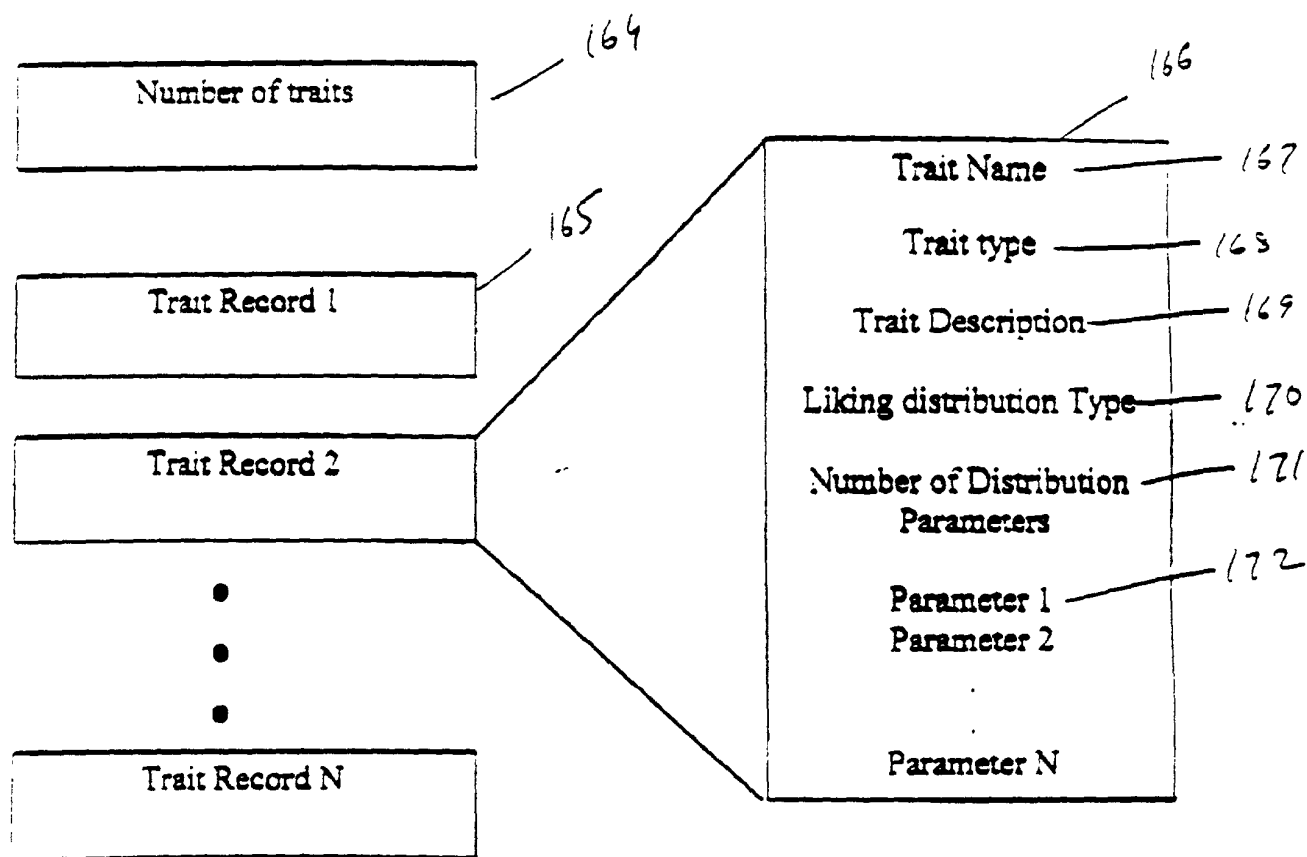 Number of traits
164
Trait Record 1
165
Trait Record 2
Trait Record N
166
Trait Name
167
Trait type
168
Trait Description
169
Liking distribution Type
170
Number of Distribution
Parameters
171
Parameter 1
172
Parameter 2
Parameter N